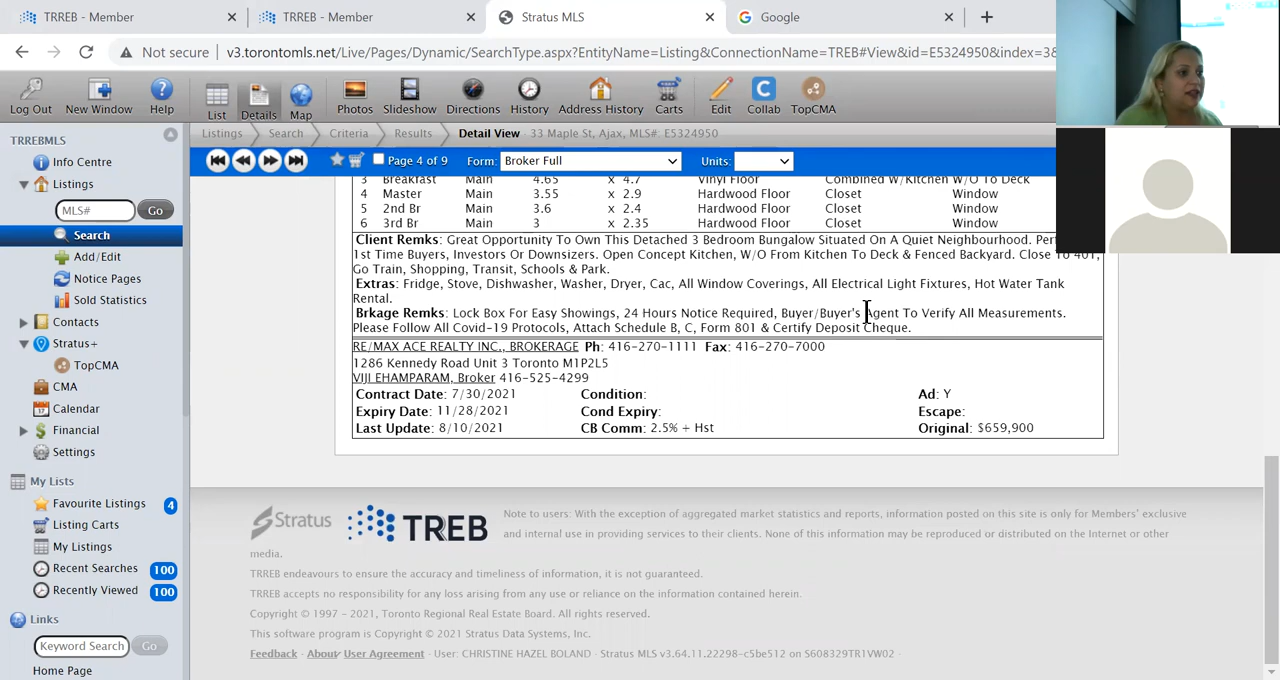 TRREB - Member
TRREB - Member
Stratus MLS
Google
Not secure
v3.torontomls.net/Live/Pages/Dynamic/SearchType.aspx?EntityName=Listing&ConnectionName=TREB#View&id=E5324950&index=3&
Log Out New Window Help List Details Map Photos Slideshow Directions History Address History Carts Edit Collab TopCMA
TRREBMLS
Listings Search Criteria Results Detail View · 33 Maple St, Ajax, MLS#: E5324950
Info Centre
Page 4 of 9 Form: Broker Full Units:
Listings
MLS# Go
Search
Add/Edit
Notice Pages
Sold Statistics
Contacts
Stratus+
TopCMA
CMA
Calendar
Financial
Settings
My Lists
Favourite Listings 4
Listing Carts
My Listings
Recent Searches 100
Recently Viewed 100
Links
Keyword Search Go
Home Page
3 Breakfast Main 4.65 x 4.7 Vinyl Floor Combined W/Kitchen W/O To Deck
4 Master Main 3.55 x 2.9 Hardwood Floor Closet Window
5 2nd Br Main 3.6 x 2.4 Hardwood Floor Closet Window
6 3rd Br Main 3 x 2.35 Hardwood Floor Closet Window
Client Remks: Great Opportunity To Own This Detached 3 Bedroom Bungalow Situated On A Quiet Neighbourhood.
1st Time Buyers, Investors Or Downsizers. Open Concept Kitchen, W/O From Kitchen To Deck & Fenced Backyard. Close To 401,
Go Train, Shopping, Transit, Schools & Park.
Extras: Fridge, Stove, Dishwasher, Washer, Dryer, Cac, All Window Coverings, All Electrical Light Fixtures, Hot Water Tank
Rental.
Brkage Remks: Lock Box For Easy Showings, 24 Hours Notice Required, Buyer/Buyer's Agent To Verify All Measurements.
Please Follow All Covid-19 Protocols, Attach Schedule B, C, Form 801 & Certify Deposit Cheque.
RE/MAX ACE REALTY INC., BROKERAGE Ph: 416-270-1111 Fax: 416-270-7000
1286 Kennedy Road Unit 3 Toronto M1P2L5
VIJI EHAMPARAM, Broker 416-525-4299
Contract Date: 7/30/2021 Condition: Ad: Y
Expiry Date: 11/28/2021 Cond Expiry: Escape:
Last Update: 8/10/2021 CB Comm: 2.5% + Hst Original: $659,900
Stratus TREB
Note to users: With the exception of aggregated market statistics and reports, information posted on this site is only for Members' exclusive
and internal use in providing services to their clients. None of this information may be reproduced or distributed on the Internet or other
media.
TRREB endeavours to ensure the accuracy and timeliness of information, it is not guaranteed.
TRREB accepts no responsibility for any loss arising from any use or reliance on the information contained herein.
Copyright © 1997 - 2021 Toronto Regional Real Estate Board. All rights reserved.
This software program is Copyright © 2021 Stratus Data Systems, Inc.
Feedback · About · User Agreement · User: CHRISTINE HAZEL BOLAND · Stratus MLS v3.64.11.22298-c5be512 on S608329TR1VW02 ·